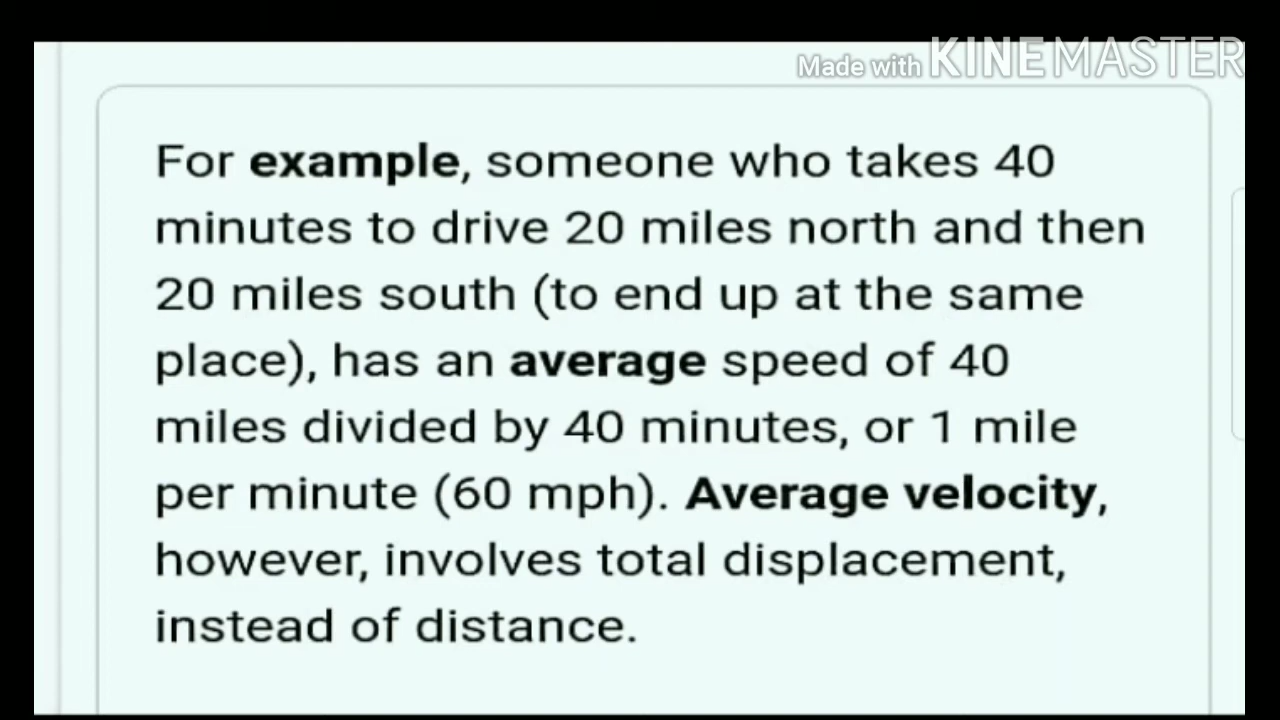 Made with KINEMASTER
For example, someone who takes 40
minutes to drive 20 miles north and then
20 miles south (to end up at the same
place), has an average speed of 40
miles divided by 40 minutes, or 1 mile
per minute (60 mph). Average velocity,
however, involves total displacement,
instead of distance.